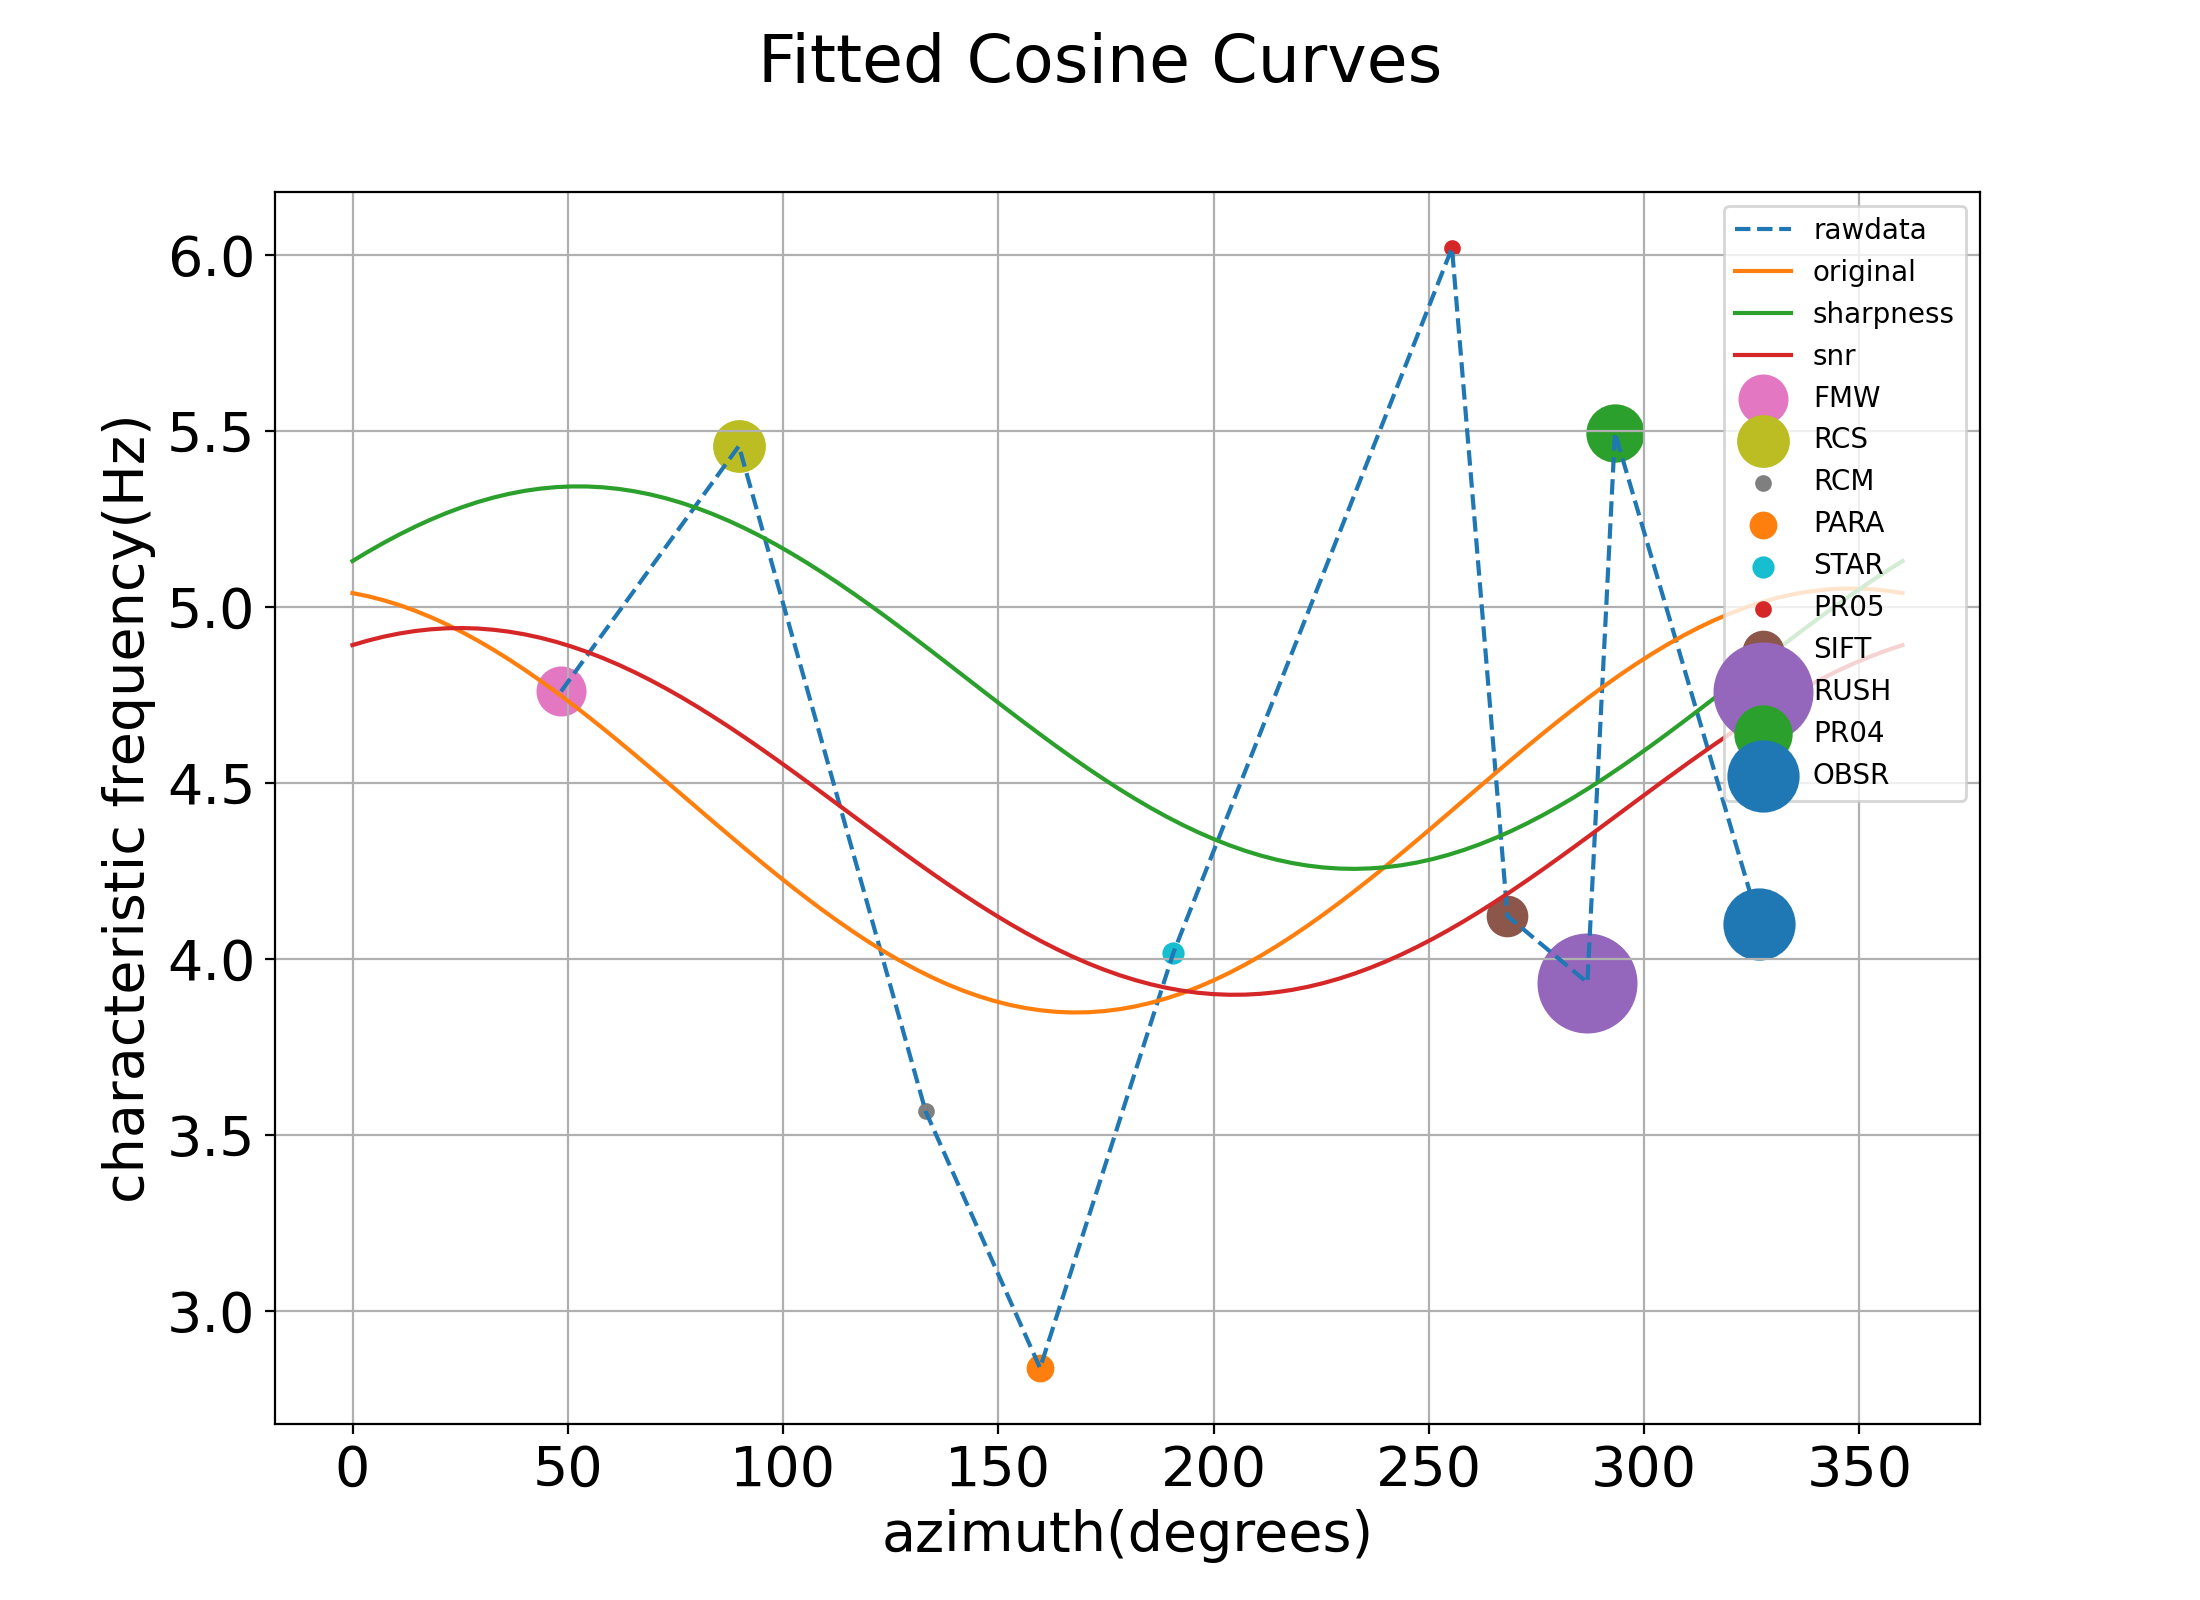 Fitted Cosine Curves
characteristic frequency(Hz)
6.0
5.5
5.0
4.5
4.0
3.5
3.0
rawdata
original
sharpness
snr
FMW
RCS
RCM
PARA
STAR
PR05
SIFT
RUSH
PR04
OBSR
0 50 100 150 200 250 300 350
azimuth(degrees)